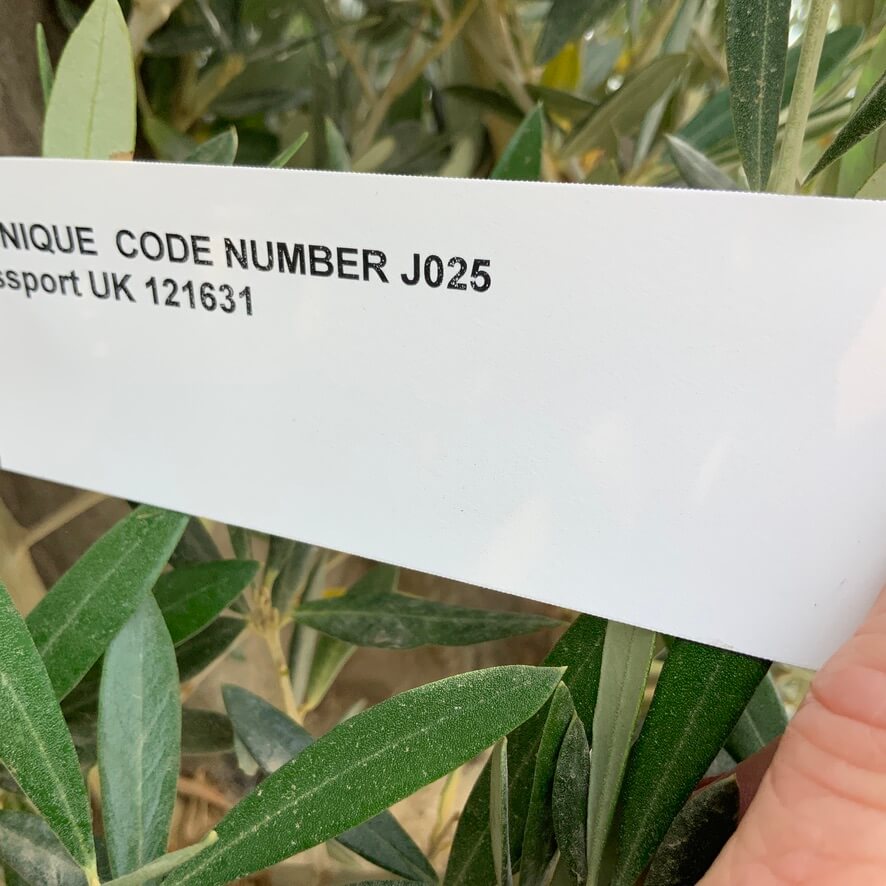 NIQUE CODE NUMBER J025
ssport UK 121631